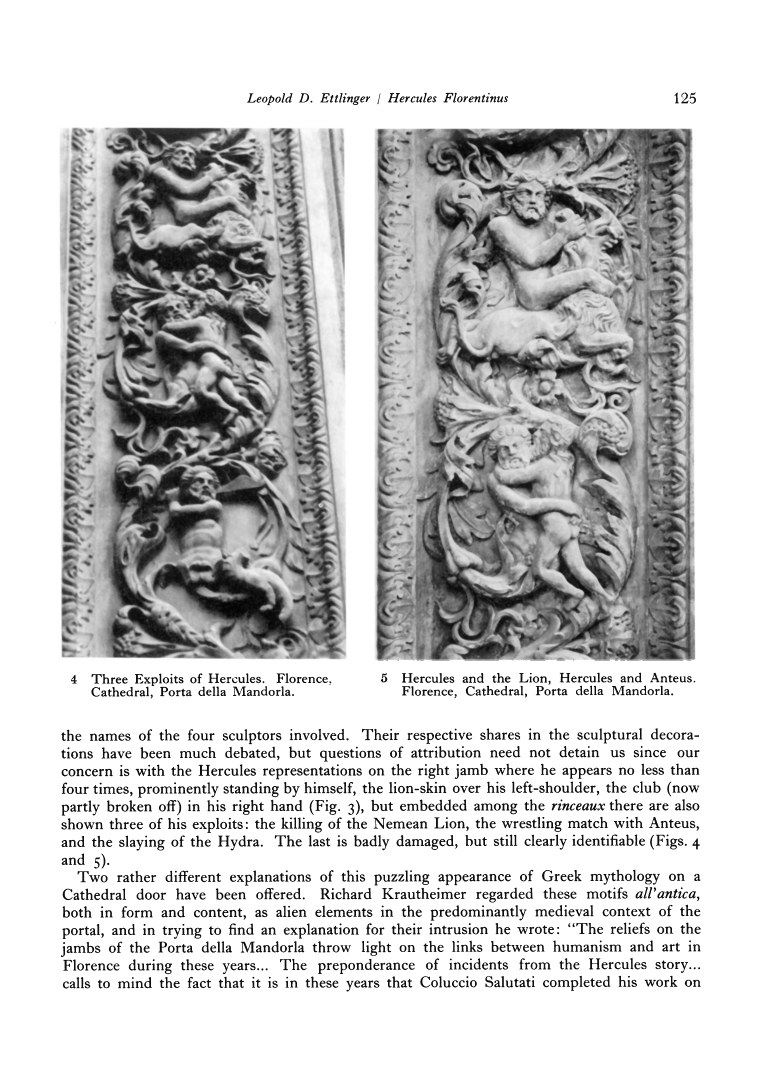 Leopold D. Ettlinger / Hercules Florentinus 125
4 Three Exploits of Hercules. Florence,
Cathedral, Porta della Mandorla.
5 Hercules and the Lion, Hercules and Anteus.
Florence, Cathedral, Porta della Mandorla.
the names of the four sculptors involved. Their respective shares in the sculptural decora-
tions have been much debated, but questions of attribution need not detain us since our
concern is with the Hercules representations on the right jamb where he appears no less than
four times, prominently standing by himself, the lion-skin over his left-shoulder, the club (now
partly broken off) in his right hand (Fig. 3), but embedded among the rinceaux there are also
shown three of his exploits: the killing of the Nemean Lion, the wrestling match with Anteus,
and the slaying of the Hydra. The last is badly damaged, but still clearly identifiable (Figs. 4
and 5).
Two rather different explanations of this puzzling appearance of Greek mythology on a
Cathedral door have been offered. Richard Krautheimer regarded these motifs all'antica,
both in form and content, as alien elements in the predominantly medieval context of the
portal, and in trying to find an explanation for their intrusion he wrote: "The reliefs on the
jambs of the Porta della Mandorla throw light on the links between humanism and art in
Florence during these years... The preponderance of incidents from the Hercules story...
calls to mind the fact that it is in these years that Coluccio Salutati completed his work on